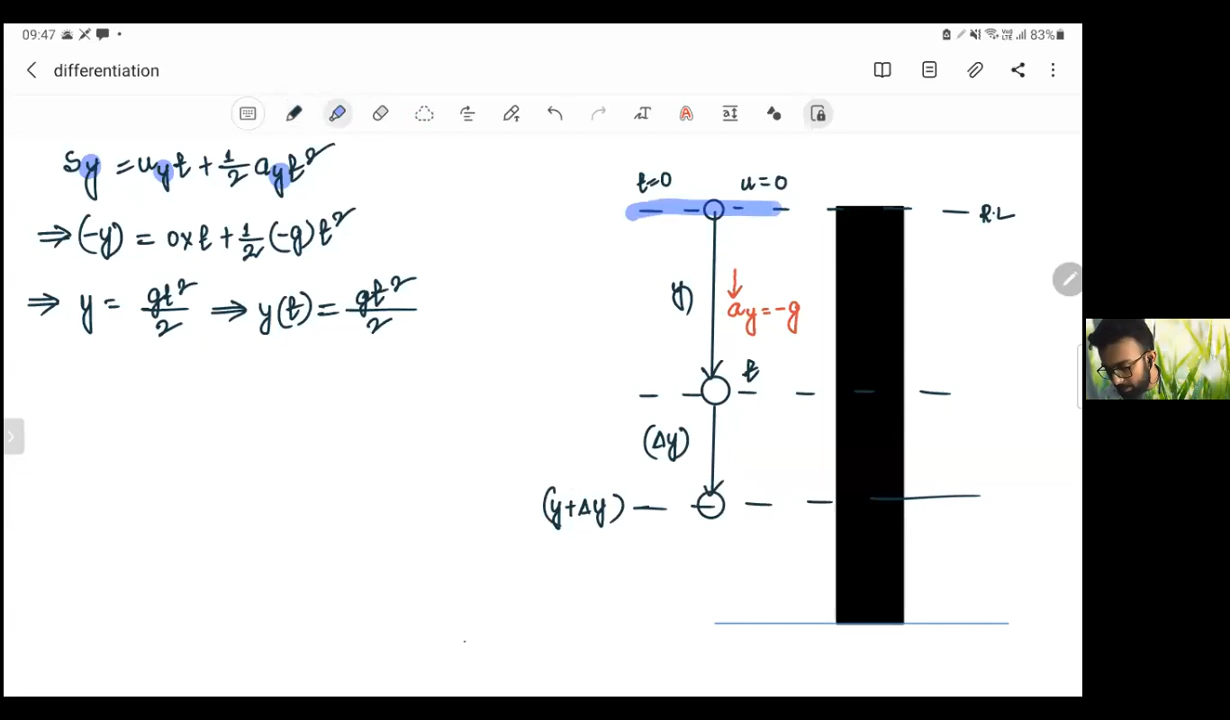 09:47
83%
differentiation
Sy = uyt + 1/2 ayt²
⇒ (-y) = 0×t + 1/2 (-g)t²
⇒ y = gt²/2 ⇒ y(t) = gt²/2
t=0 u=0
R.L
y)
ay = -g
t
(Δy)
(y+Δy)